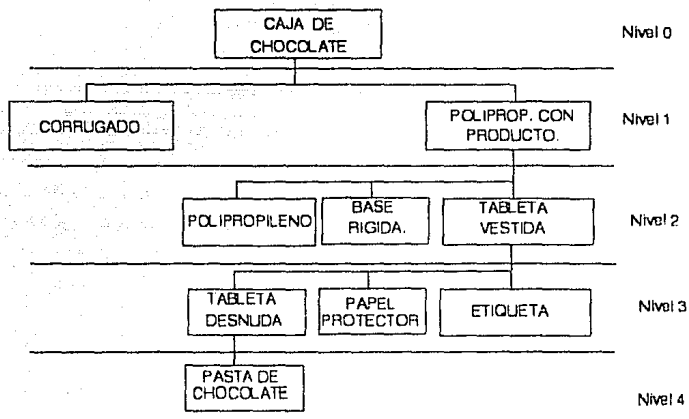 CAJA DE
CHOCOLATE
Nivel 0
CORRUGADO
POLIPROP. CON
PRODUCTO.
Nivel 1
POLIPROPILENO
BASE
RIGIDA.
TABLETA
VESTIDA
Nivel 2
TABLETA
DESNUDA
PAPEL
PROTECTOR
ETIQUETA
Nivel 3
PASTA DE
CHOCOLATE
Nivel 4